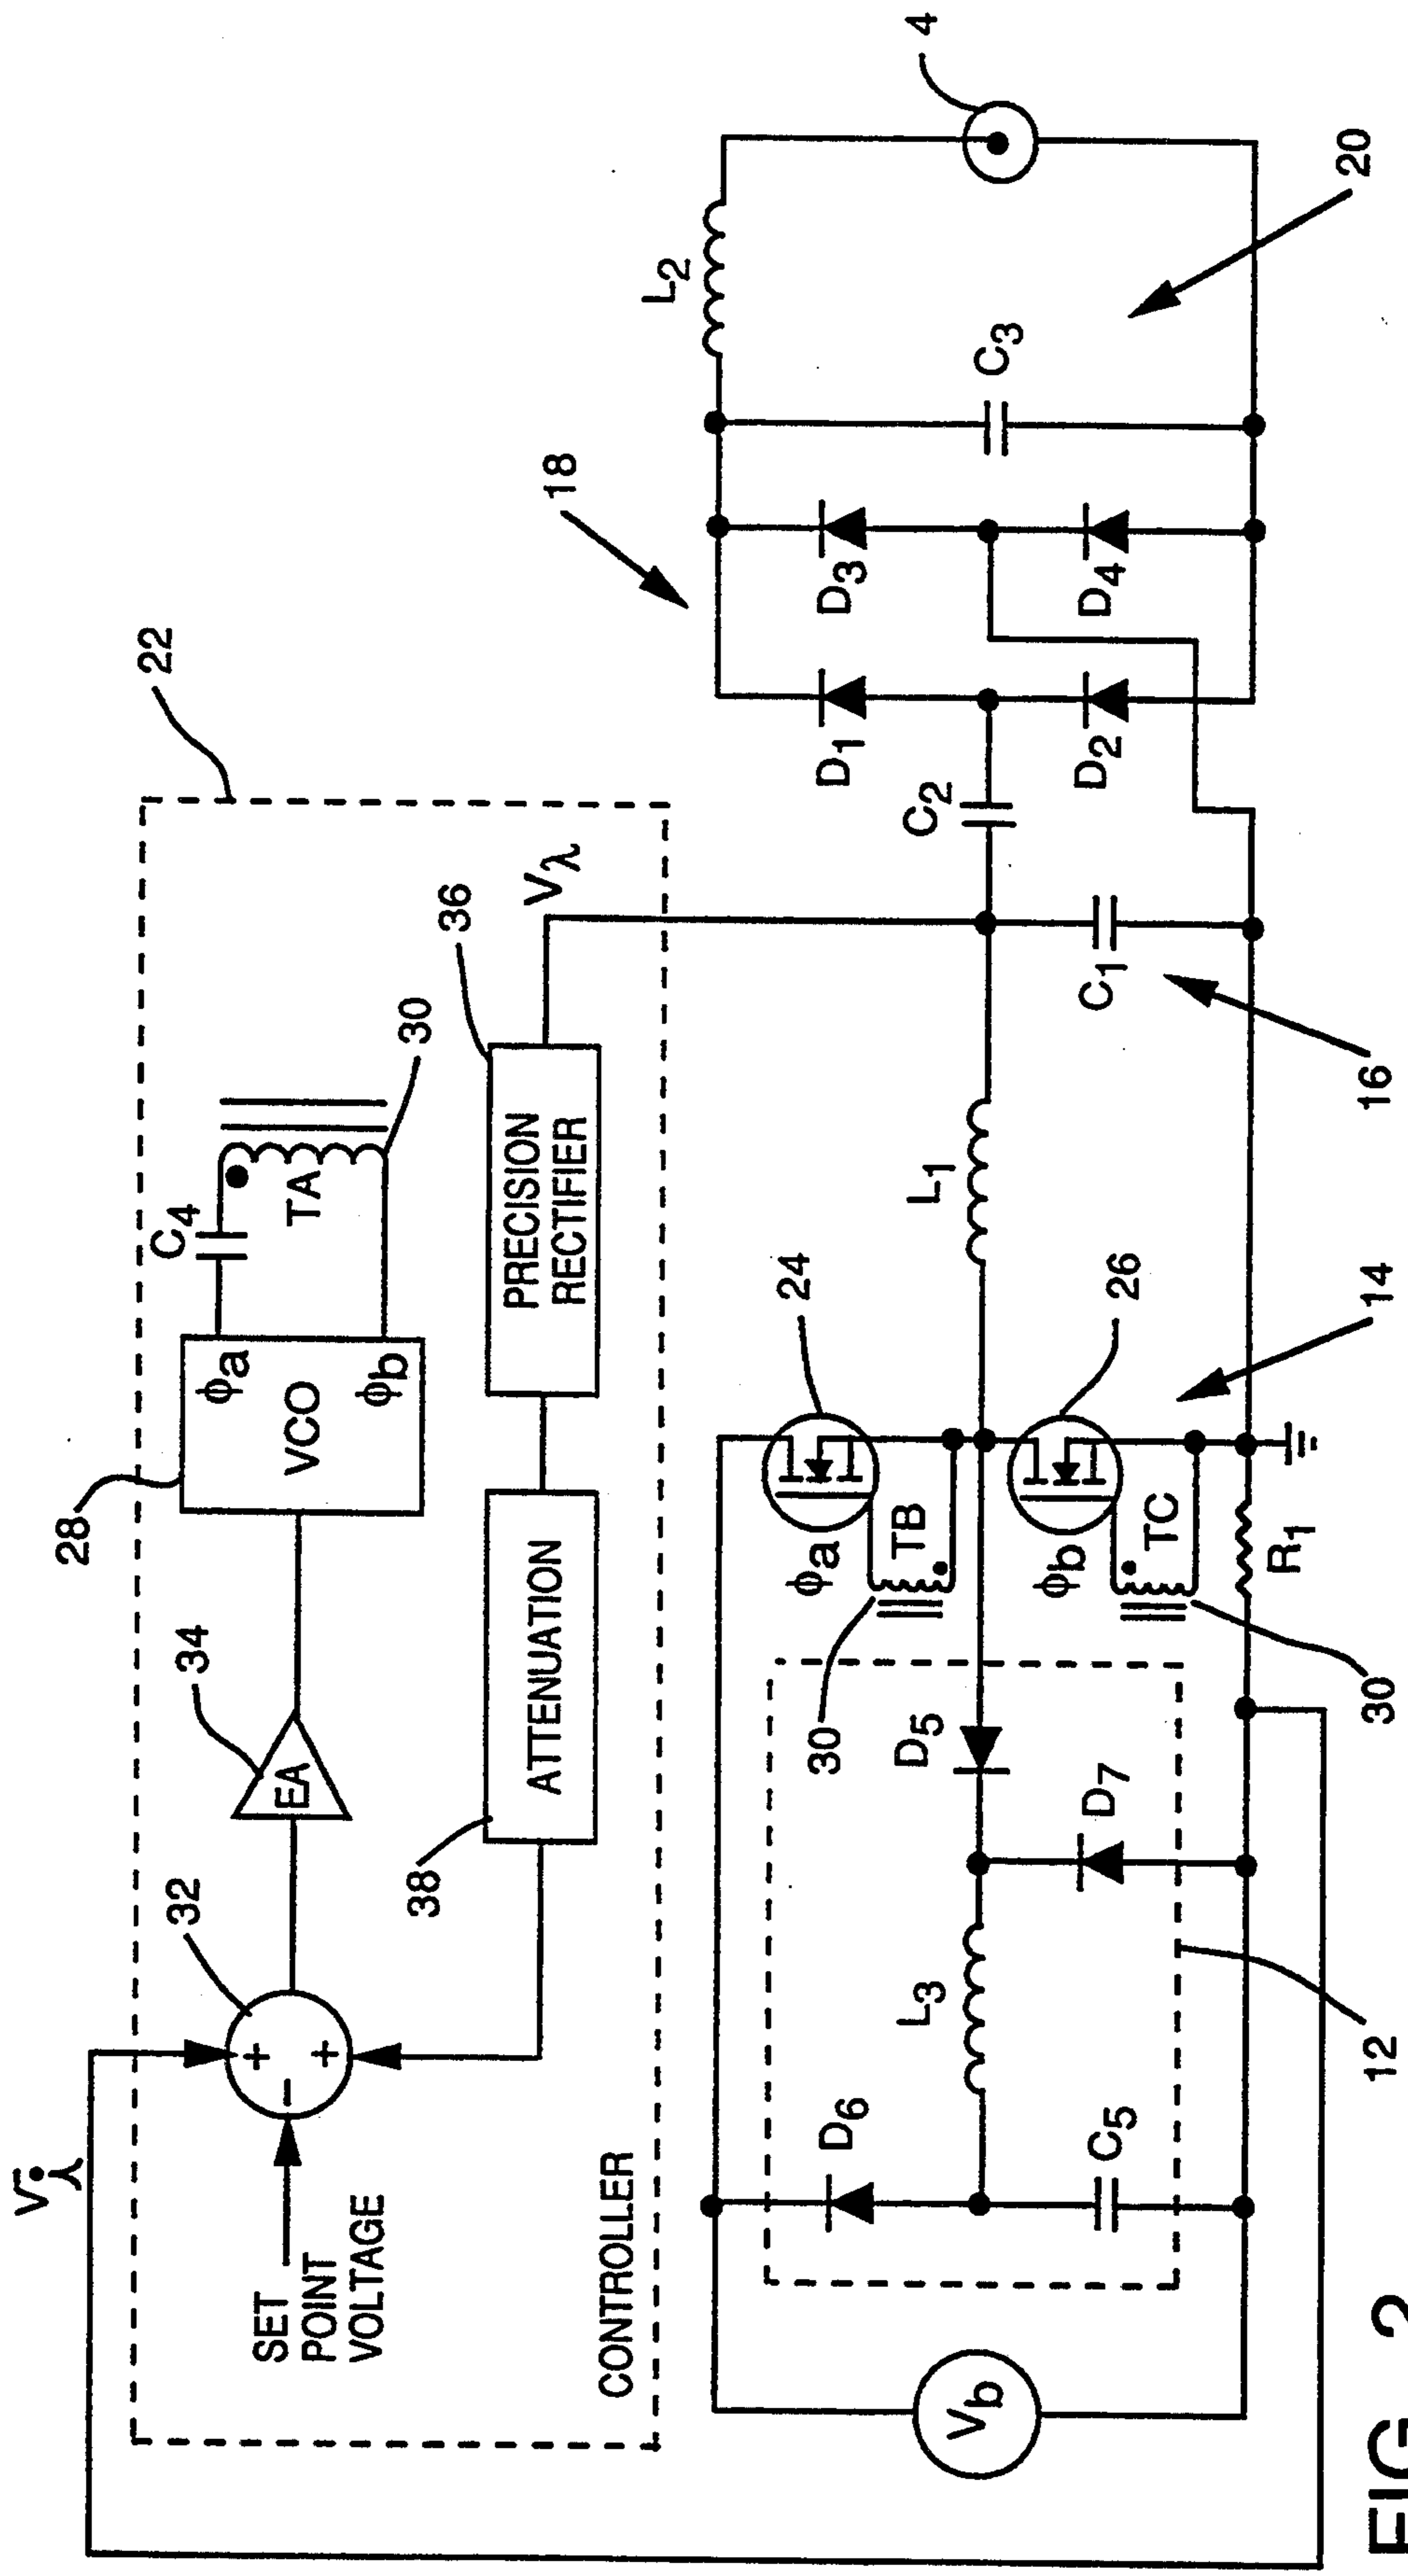 V λ̇
22
28
VCO
ϕa
ϕb
C4
TA
30
34
EA
32
+
+
−
SET
POINT
VOLTAGE
38
ATTENUATION
PRECISION
RECTIFIER
36
Vλ
CONTROLLER
18
L2
4
Vb
D6
C5
L3
D5
D7
12
30
ϕa
TB
24
ϕb
TC
26
30
R1
14
L1
C1
16
C2
D1
D2
D3
D4
C3
20
FIG. 2